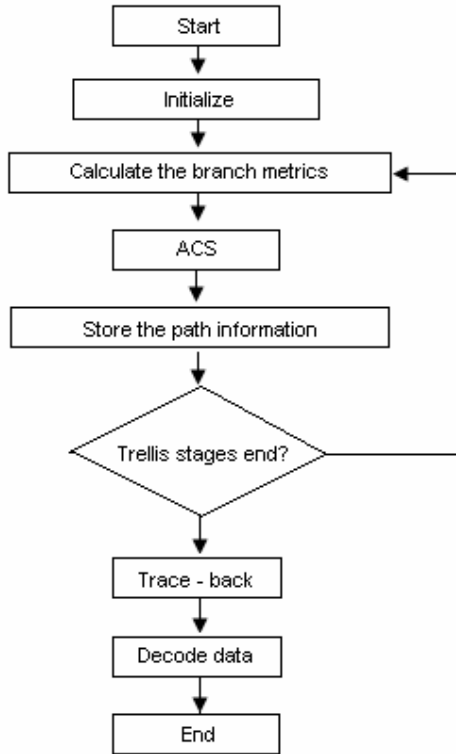 Start
Initialize
Calculate the branch metrics
ACS
Store the path information
Trellis stages end?
Trace - back
Decode data
End